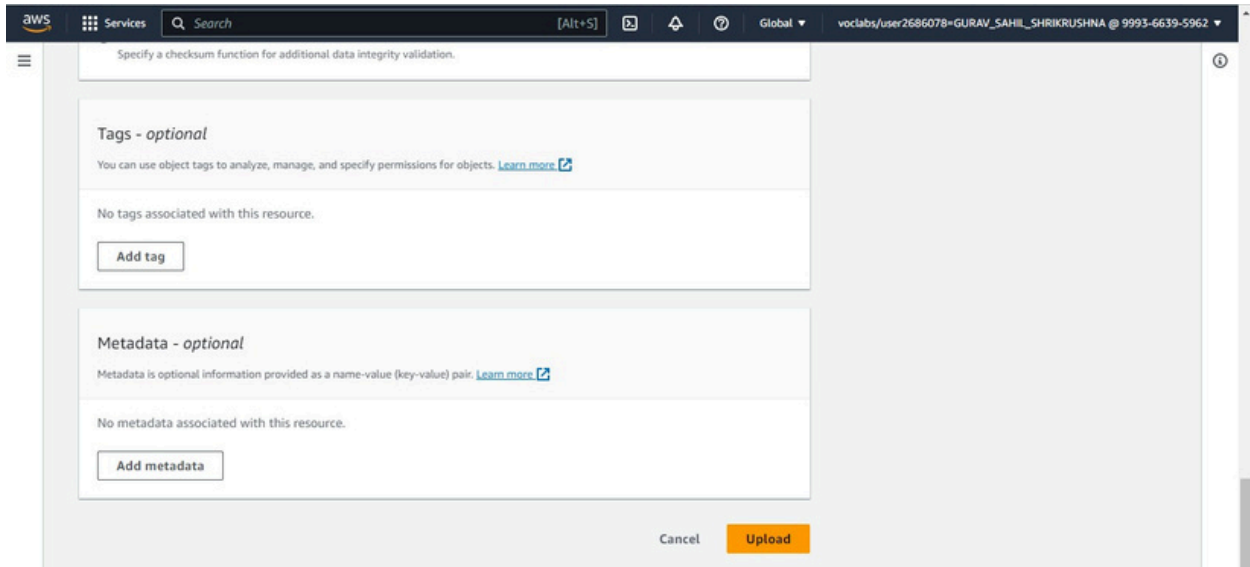 aws Services Search [Alt+S] Global voclabs/user2686078=GURAV_SAHIL_SHRIKRUSHNA @ 9993-6639-5962
Specify a checksum function for additional data integrity validation.
Tags - optional
You can use object tags to analyze, manage, and specify permissions for objects. Learn more
No tags associated with this resource.
Add tag
Metadata - optional
Metadata is optional information provided as a name-value (key-value) pair. Learn more
No metadata associated with this resource.
Add metadata
Cancel Upload